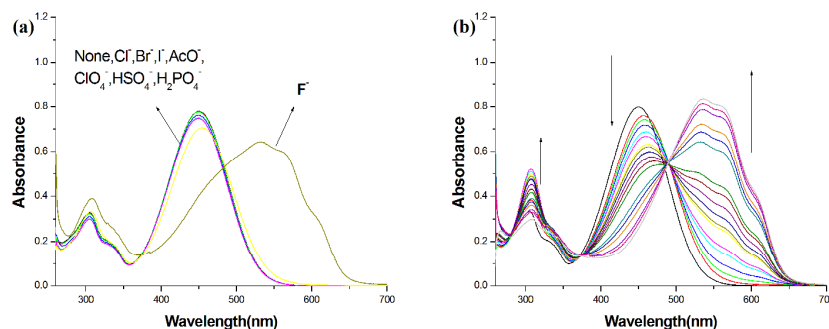 (a)
1.2
1.0
0.8
0.6
0.4
0.2
0.0
Absorbance
None,Cl⁻,Br⁻,I⁻,AcO⁻,
ClO₄⁻,HSO₄⁻,H₂PO₄⁻
F⁻
300 400 500 600 700
Wavelength(nm)
(b)
1.2
1.0
0.8
0.6
0.4
0.2
0.0
Absorbance
300 400 500 600 70
Wavelength(nm)